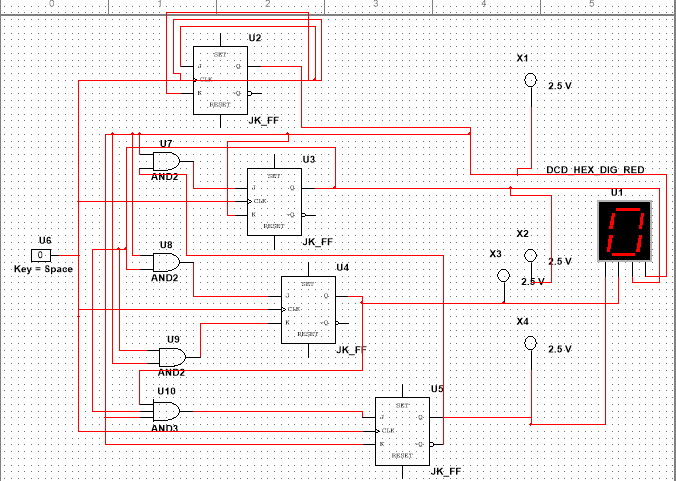 0 1 2 3 4 5
U2
SET
J Q
CLK
K ~Q
RESET
JK_FF
X1
2.5 V
U7
AND2
U3
SET
J Q
CLK
K ~Q
RESET
JK_FF
DCD_HEX_DIG_RED
U1
0
U6
0
Key = Space
U8
AND2
X2
2.5 V
X3
2.5 V
U4
SET
J Q
CLK
K ~Q
RESET
JK_FF
X4
2.5 V
U9
AND2
U10
AND3
U5
SET
J Q
CLK
K ~Q
RESET
JK_FF